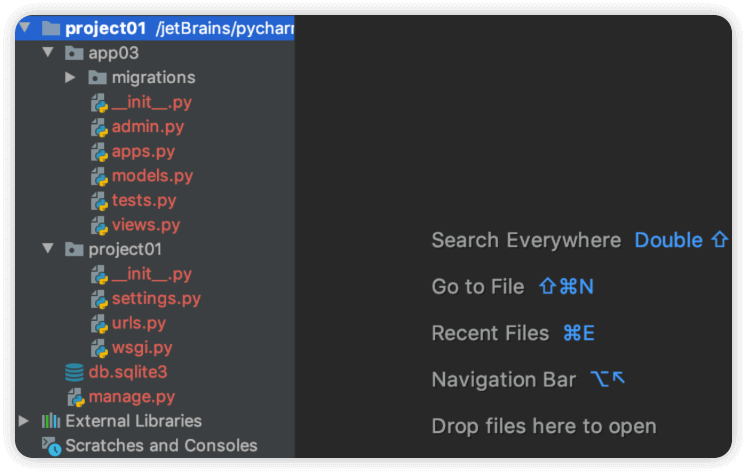 project01 /jetBrains/pychar
app03
migrations
__init__.py
admin.py
apps.py
models.py
tests.py
views.py
project01
__init__.py
settings.py
urls.py
wsgi.py
db.sqlite3
manage.py
External Libraries
Scratches and Consoles
Search Everywhere Double ⇧
Go to File ⇧⌘N
Recent Files ⌘E
Navigation Bar ⌥↖
Drop files here to open